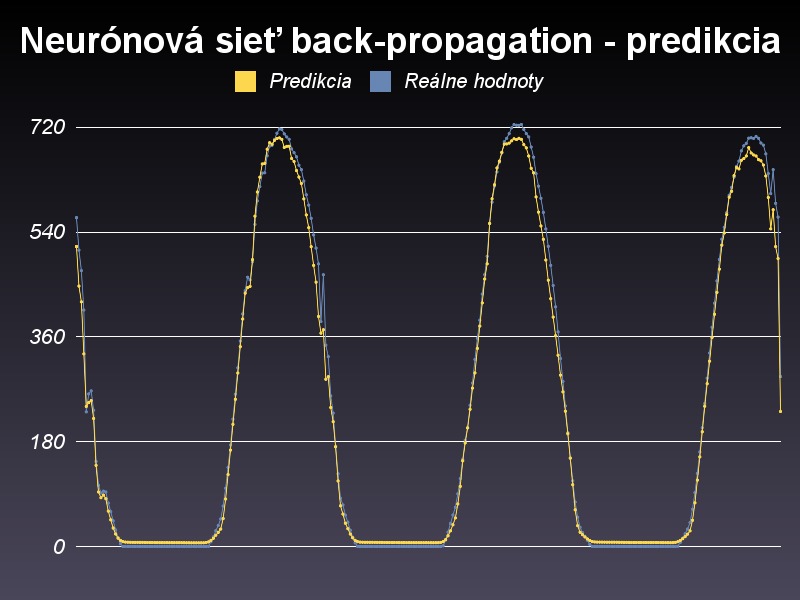 Neurónová sieť back-propagation - predikcia
Predikcia Reálne hodnoty
720
540
360
180
0